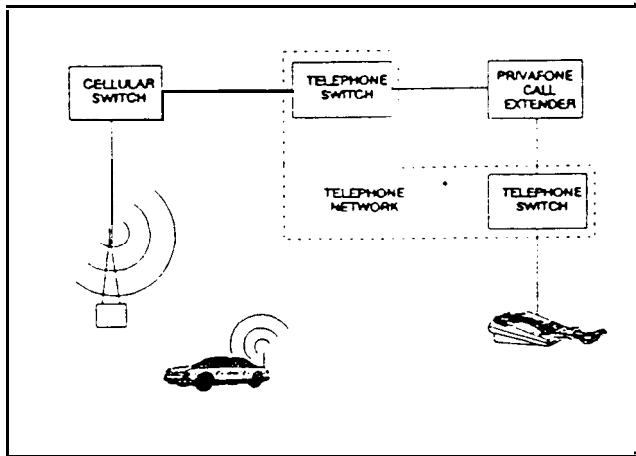 CELLULAR
SWITCH
TELEPHONE
SWITCH
PRIVAFONE
CALL
EXTENDER
TELEPHONE
NETWORK
TELEPHONE
SWITCH